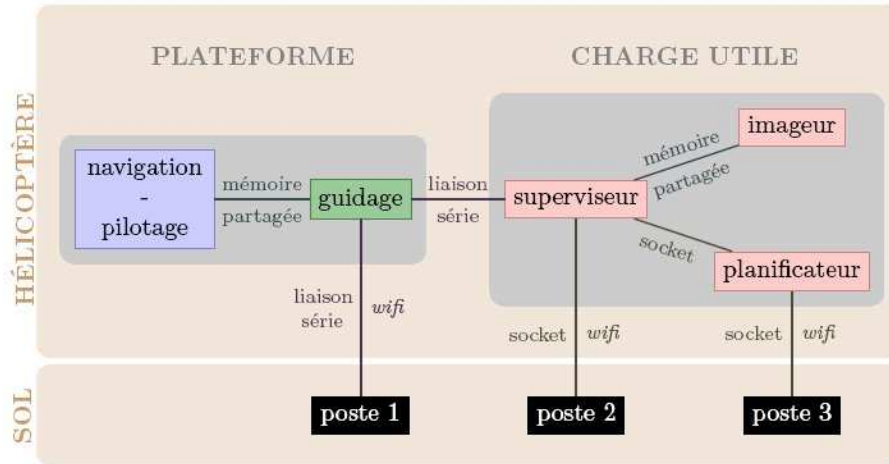 PLATEFORME
CHARGE UTILE
HÉLICOPTÈRE
navigation
-
pilotage
mémoire
partagée
guidage
liaison
série
superviseur
mémoire
partagée
imageur
socket
planificateur
liaison
série
wifi
socket
wifi
socket
wifi
SOL
poste 1
poste 2
poste 3